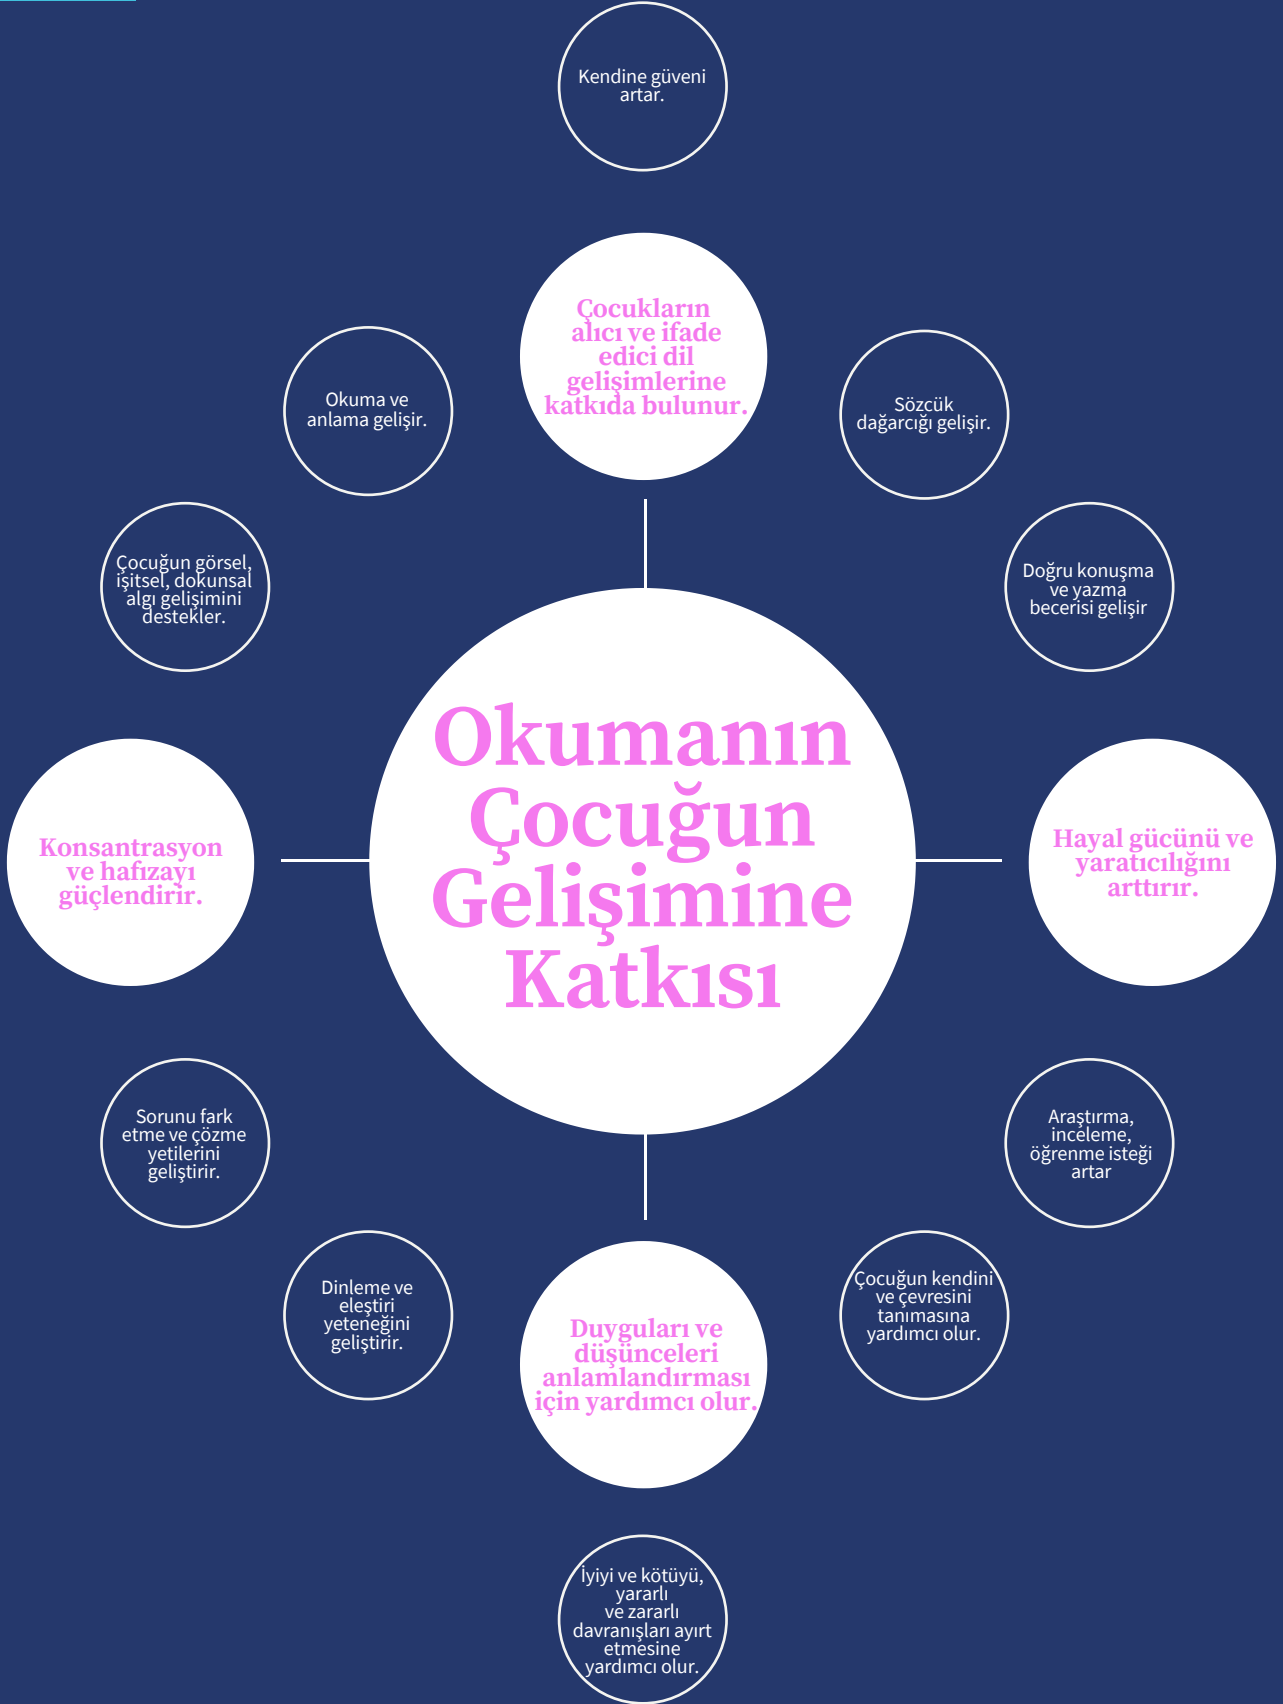 Kendine güveni
artar.
Çocukların
alıcı ve ifade
edici dil
gelişimlerine
katkıda bulunur.
Okuma ve
anlama gelişir.
Sözcük
dağarcığı gelişir.
Çocuğun görsel,
işitsel, dokunsal
algı gelişimini
destekler.
Doğru konuşma
ve yazma
becerisi gelişir
Okumanın
Çocuğun
Gelişimine
Katkısı
Konsantrasyon
ve hafızayı
güçlendirir.
Hayal gücünü ve
yaratıcılığını
arttırır.
Sorunu fark
etme ve çözme
yetilerini
geliştirir.
Araştırma,
inceleme,
öğrenme isteği
artar
Dinleme ve
eleştiri
yeteneğini
geliştirir.
Çocuğun kendini
ve çevresini
tanımasına
yardımcı olur.
Duyguları ve
düşünceleri
anlamlandırması
için yardımcı olur.
İyiyi ve kötüyü,
yararlı
ve zararlı
davranışları ayırt
etmesine
yardımcı olur.